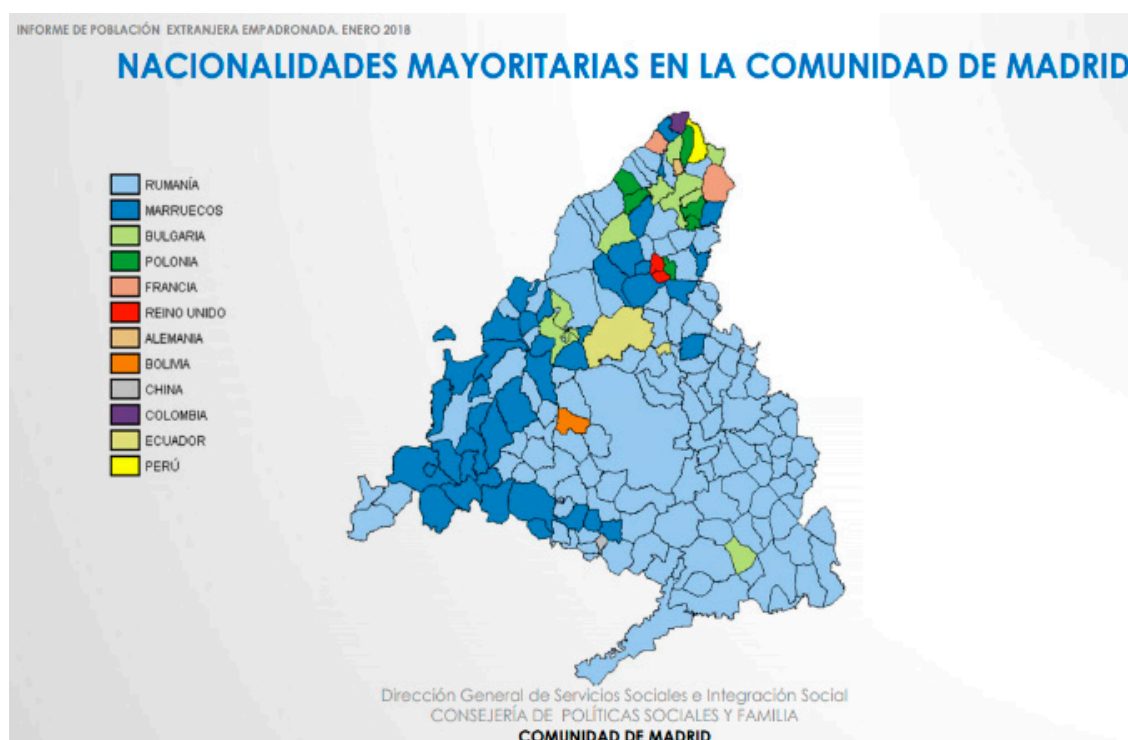 INFORME DE POBLACIÓN EXTRANJERA EMPADRONADA. ENERO 2018
NACIONALIDADES MAYORITARIAS EN LA COMUNIDAD DE MADRID
RUMANÍA
MARRUECOS
BULGARIA
POLONIA
FRANCIA
REINO UNIDO
ALEMANIA
BOLIVIA
CHINA
COLOMBIA
ECUADOR
PERÚ
Dirección General de Servicios Sociales e Integración Social
CONSEJERÍA DE POLÍTICAS SOCIALES Y FAMILIA
COMUNIDAD DE MADRID